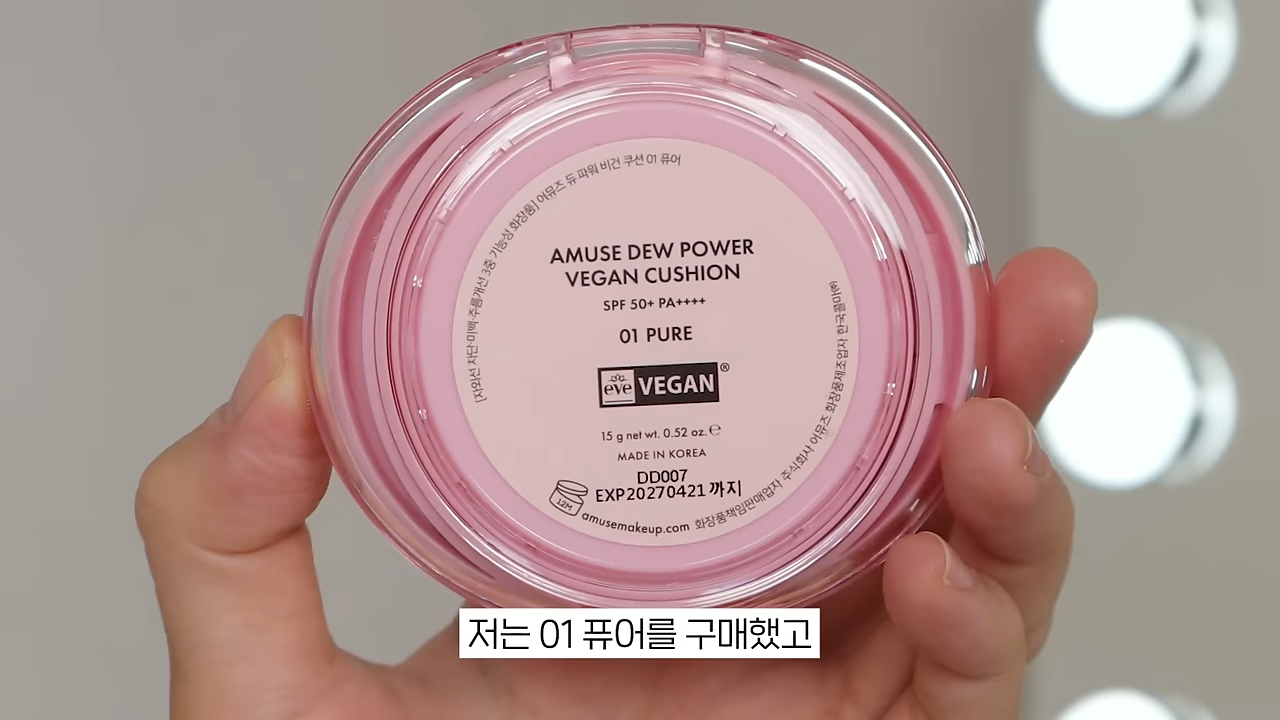 [자외선 차단·미백·주름개선 3중 기능성 화장품] 어뮤즈 듀 파워 비건 쿠션 01 퓨어
AMUSE DEW POWER
VEGAN CUSHION
SPF 50+ PA++++
01 PURE
eve VEGAN®
15 g net wt. 0.52 oz. ℮
MADE IN KOREA
DD007
EXP20270421 까지
12M
amusemakeup.com
화장품책임판매업자 주식회사 어뮤즈 화장품제조업자 한국콜마㈜
저는 01 퓨어를 구매했고